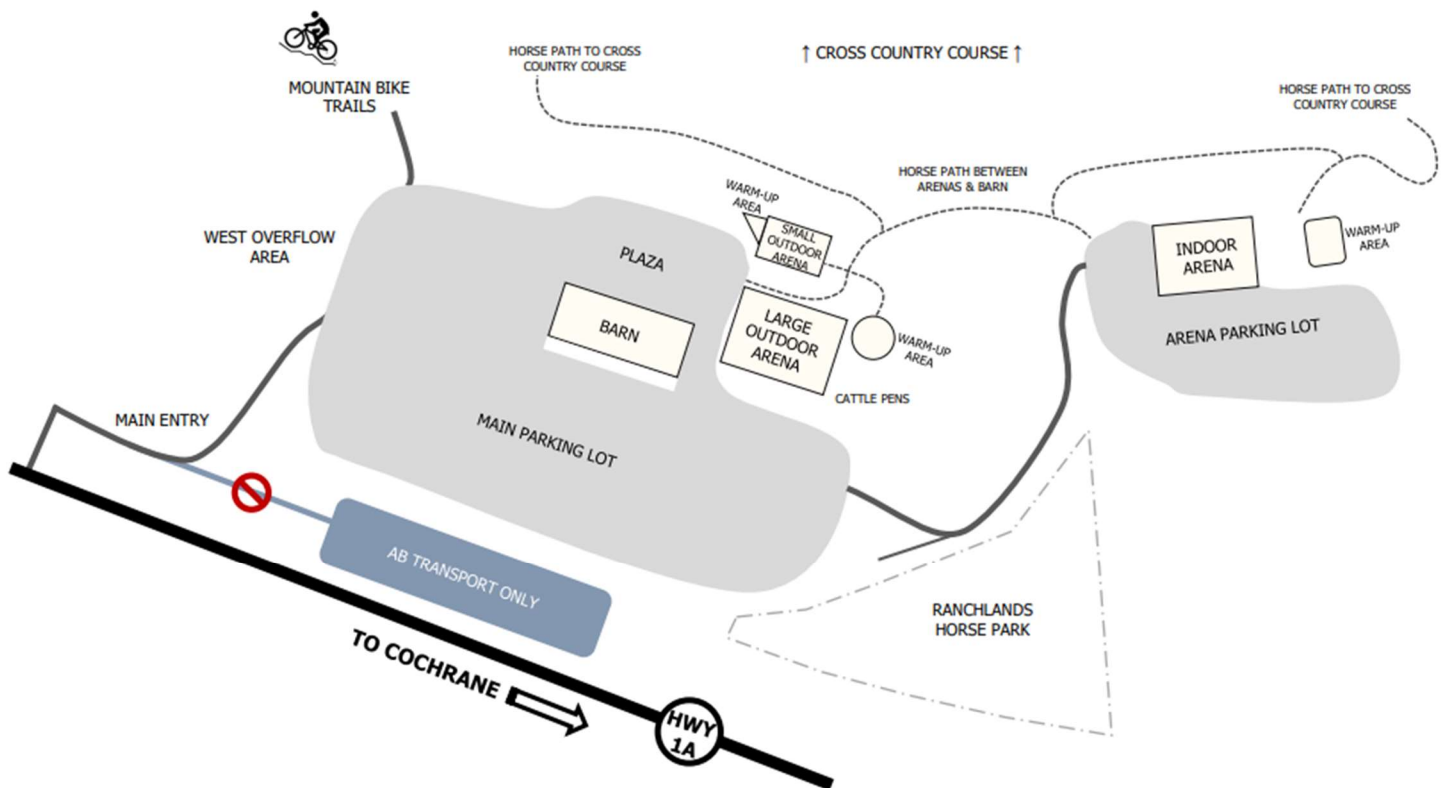 MOUNTAIN BIKE
TRAILS
HORSE PATH TO CROSS
COUNTRY COURSE
↑ CROSS COUNTRY COURSE ↑
HORSE PATH TO CROSS
COUNTRY COURSE
HORSE PATH BETWEEN
ARENAS & BARN
WARM-UP
AREA
SMALL
OUTDOOR
ARENA
WEST OVERFLOW
AREA
PLAZA
INDOOR
ARENA
WARM-UP
AREA
BARN
LARGE
OUTDOOR
ARENA
WARM-UP
AREA
ARENA PARKING LOT
CATTLE PENS
MAIN ENTRY
MAIN PARKING LOT
AB TRANSPORT ONLY
RANCHLANDS
HORSE PARK
TO COCHRANE
HWY
1A